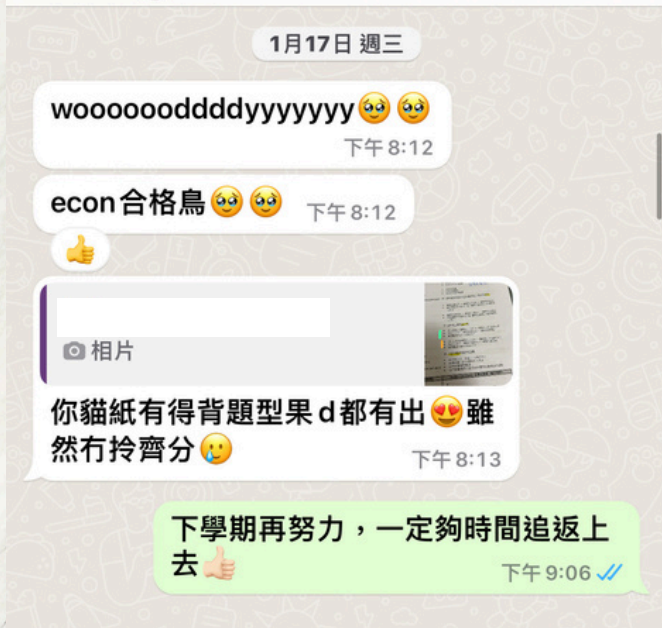 1月17日 週三
wooooooddddyyyyyyy🥹🥹
下午8:12
econ合格鳥🥹🥹 下午8:12
👍
相片
你貓紙有得背題型果d都有出😍雖
然冇拎齊分🥲
下午8:13
下學期再努力，一定夠時間追返上
去👍🏻
下午9:06